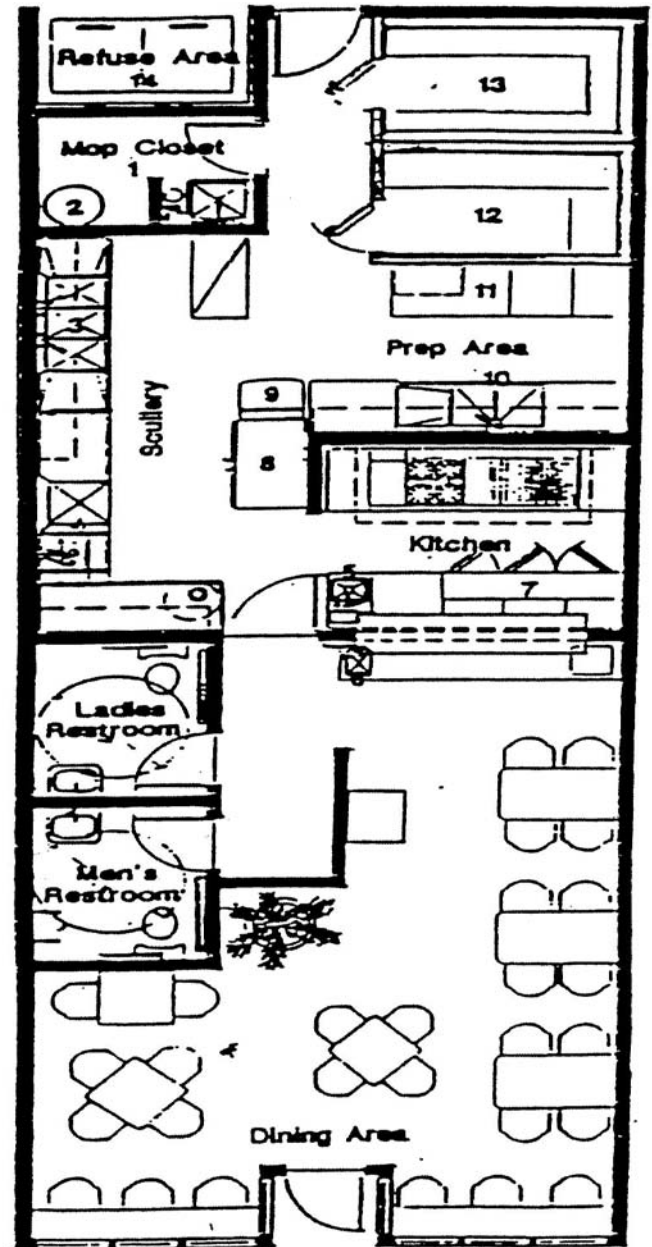 Refuse Area
14
13
Mop Closet
1
2
12
11
3
Prep Area
10
Scullery
9
8
Kitchen
7
Ladies
Restroom
Men's
Restroom
Dining Area